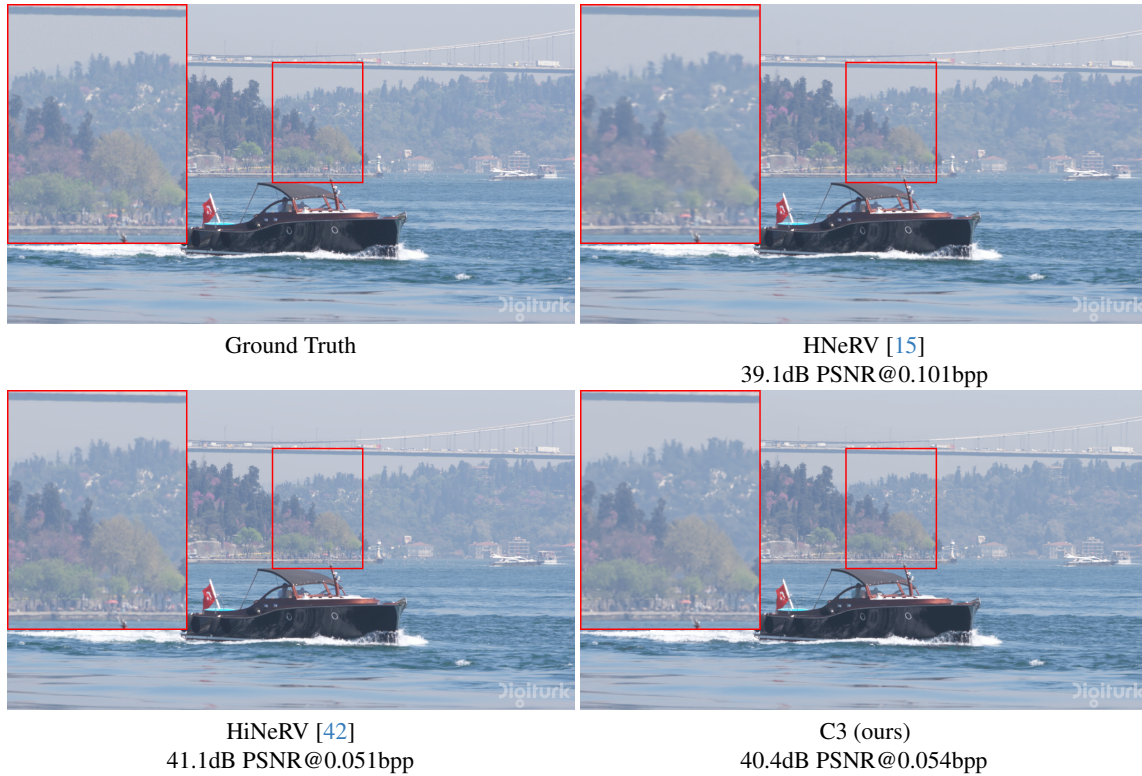 Digiturk
Digiturk
Ground Truth
HNeRV [15]
39.1dB PSNR@0.101bpp
Digiturk
Digiturk
HiNeRV [42]
41.1dB PSNR@0.051bpp
C3 (ours)
40.4dB PSNR@0.054bpp